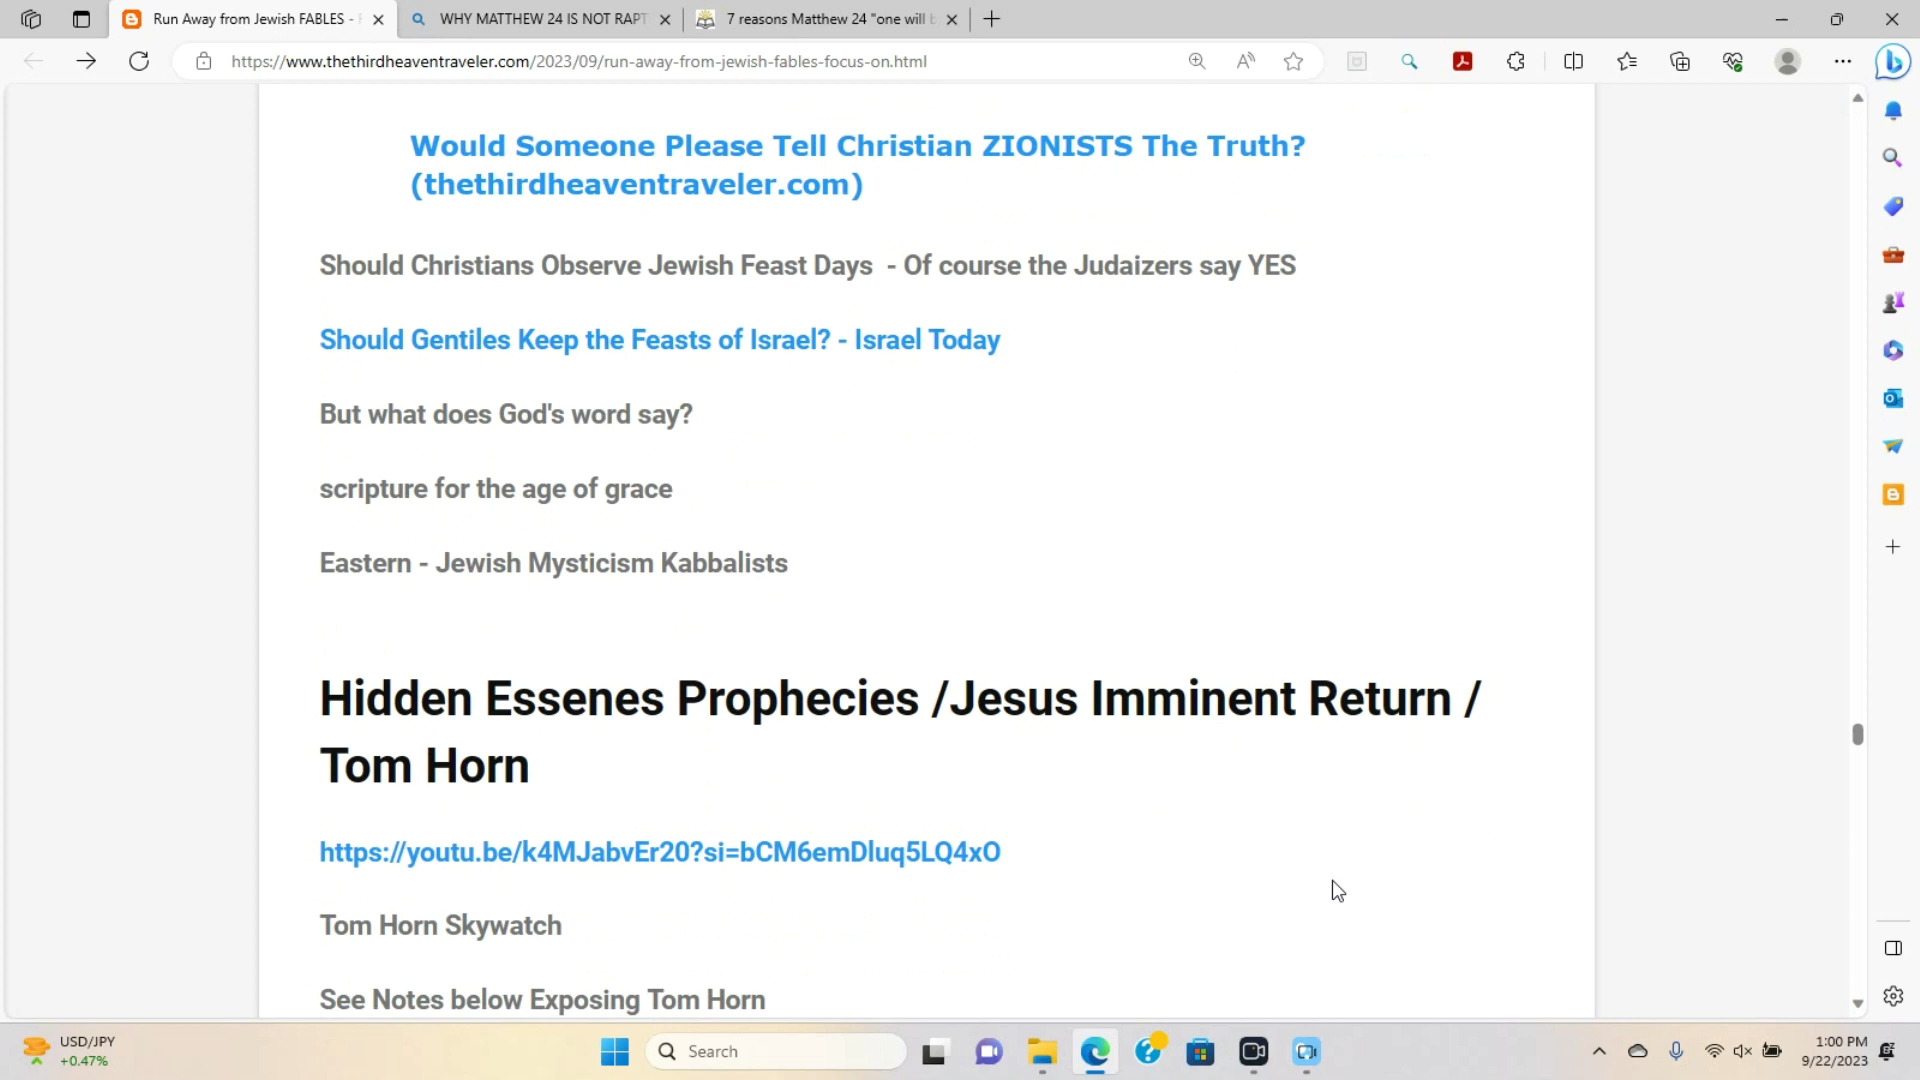 Run Away from Jewish FABLES -
WHY MATTHEW 24 IS NOT RAPT
7 reasons Matthew 24 "one will b
https://www.thethirdheaventraveler.com/2023/09/run-away-from-jewish-fables-focus-on.html
Would Someone Please Tell Christian ZIONISTS The Truth?
(thethirdheaventraveler.com)
Should Christians Observe Jewish Feast Days - Of course the Judaizers say YES
Should Gentiles Keep the Feasts of Israel? - Israel Today
But what does God's word say?
scripture for the age of grace
Eastern - Jewish Mysticism Kabbalists
Hidden Essenes Prophecies /Jesus Imminent Return /
Tom Horn
https://youtu.be/k4MJabvEr20?si=bCM6emDluq5LQ4xO
Tom Horn Skywatch
See Notes below Exposing Tom Horn
USD/JPY
+0.47%
Search
1:00 PM
9/22/2023